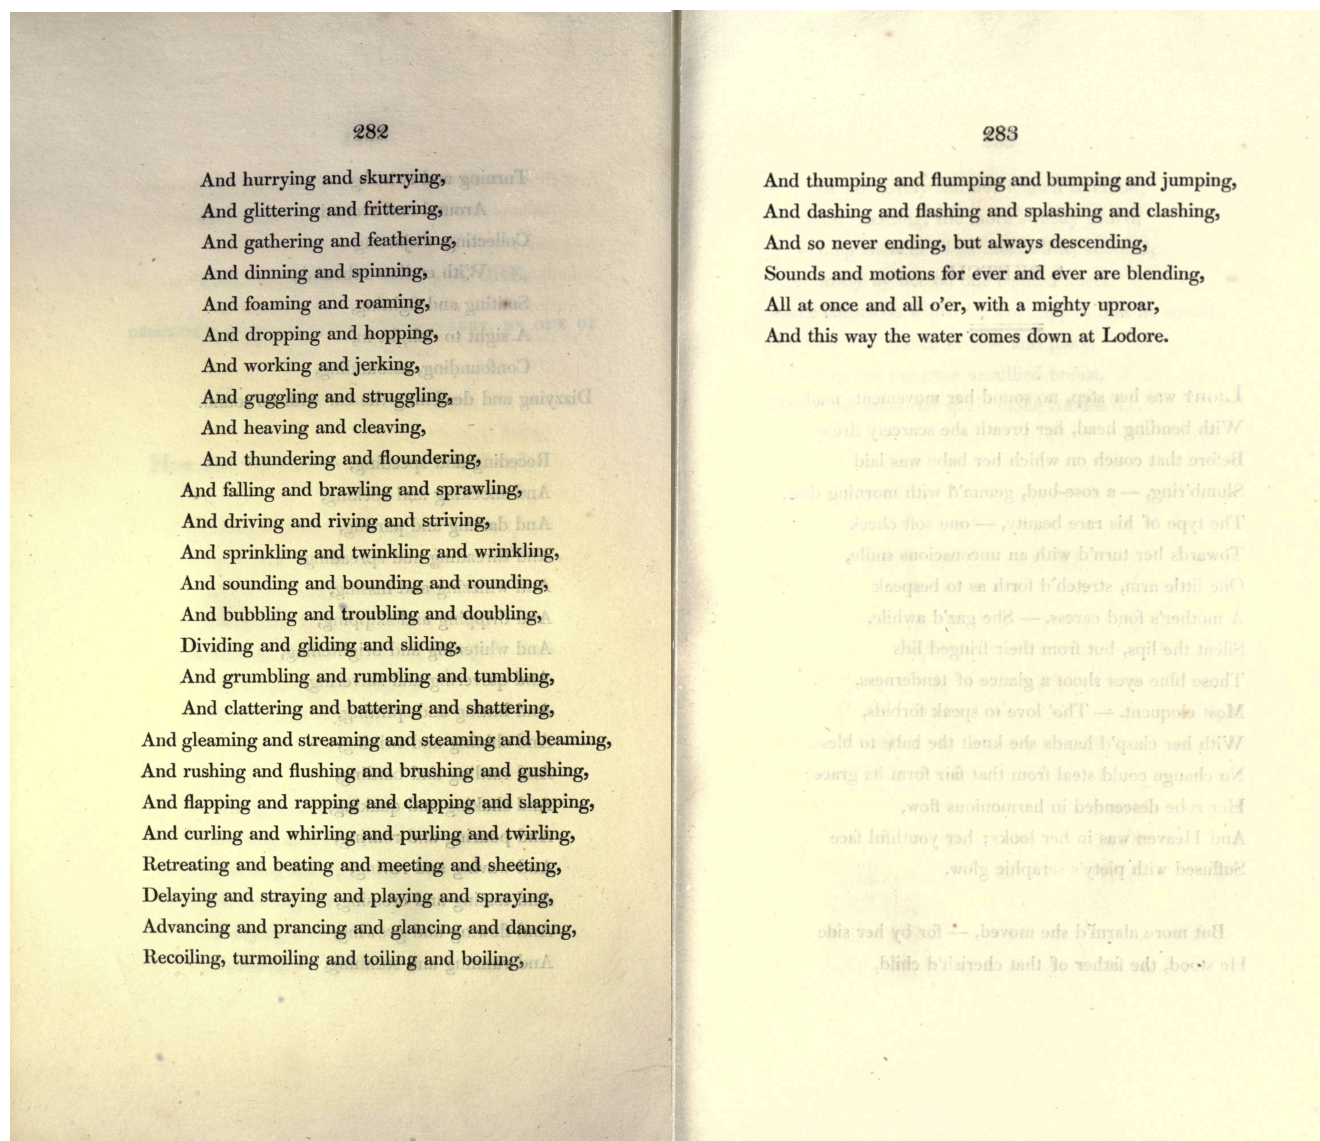 282
And hurrying and skurrying,
And glittering and frittering,
And gathering and feathering,
And dinning and spinning,
And foaming and roaming,
And dropping and hopping,
And working and jerking,
And guggling and struggling,
And heaving and cleaving,
And thundering and floundering,
And falling and brawling and sprawling,
And driving and riving and striving,
And sprinkling and twinkling and wrinkling,
And sounding and bounding and rounding,
And bubbling and troubling and doubling,
Dividing and gliding and sliding,
And grumbling and rumbling and tumbling,
And clattering and battering and shattering,
And gleaming and streaming and steaming and beaming,
And rushing and flushing and brushing and gushing,
And flapping and rapping and clapping and slapping,
And curling and whirling and purling and twirling,
Retreating and beating and meeting and sheeting,
Delaying and straying and playing and spraying,
Advancing and prancing and glancing and dancing,
Recoiling, turmoiling and toiling and boiling,
283
And thumping and flumping and bumping and jumping,
And dashing and flashing and splashing and clashing,
And so never ending, but always descending,
Sounds and motions for ever and ever are blending,
All at once and all o'er, with a mighty uproar,
And this way the water comes down at Lodore.